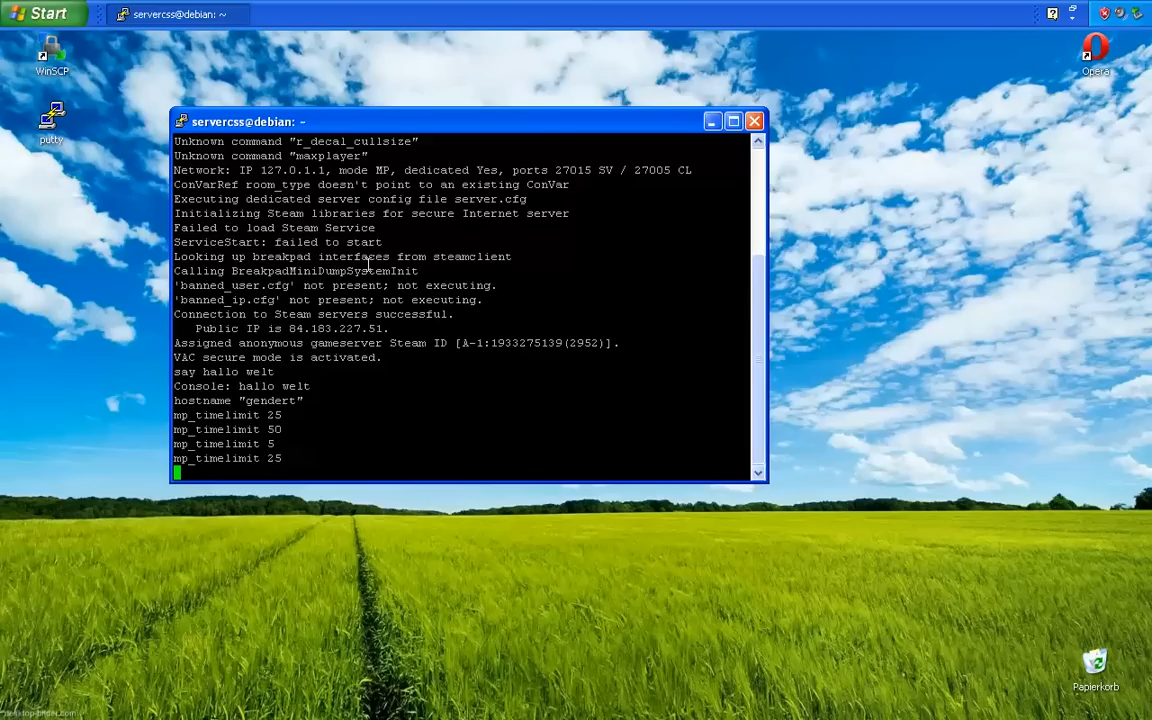 Start
servercss@debian: ~
WinSCP
putty
Opera
servercss@debian: ~
Unknown command "r_decal_cullsize"
Unknown command "maxplayer"
Network: IP 127.0.1.1, mode MP, dedicated Yes, ports 27015 SV / 27005 CL
ConVarRef room_type doesn't point to an existing ConVar
Executing dedicated server config file server.cfg
Initializing Steam libraries for secure Internet server
Failed to load Steam Service
ServiceStart: failed to start
Looking up breakpad interfaces from steamclient
Calling BreakpadMiniDumpSystemInit
'banned_user.cfg' not present; not executing.
'banned_ip.cfg' not present; not executing.
Connection to Steam servers successful.
Public IP is 84.183.227.51.
Assigned anonymous gameserver Steam ID [A-1:1933275139(2952)].
VAC secure mode is activated.
say hallo welt
Console: hallo welt
hostname "gendert"
mp_timelimit 25
mp_timelimit 50
mp_timelimit 5
mp_timelimit 25
Papierkorb
desktop-bilder.com